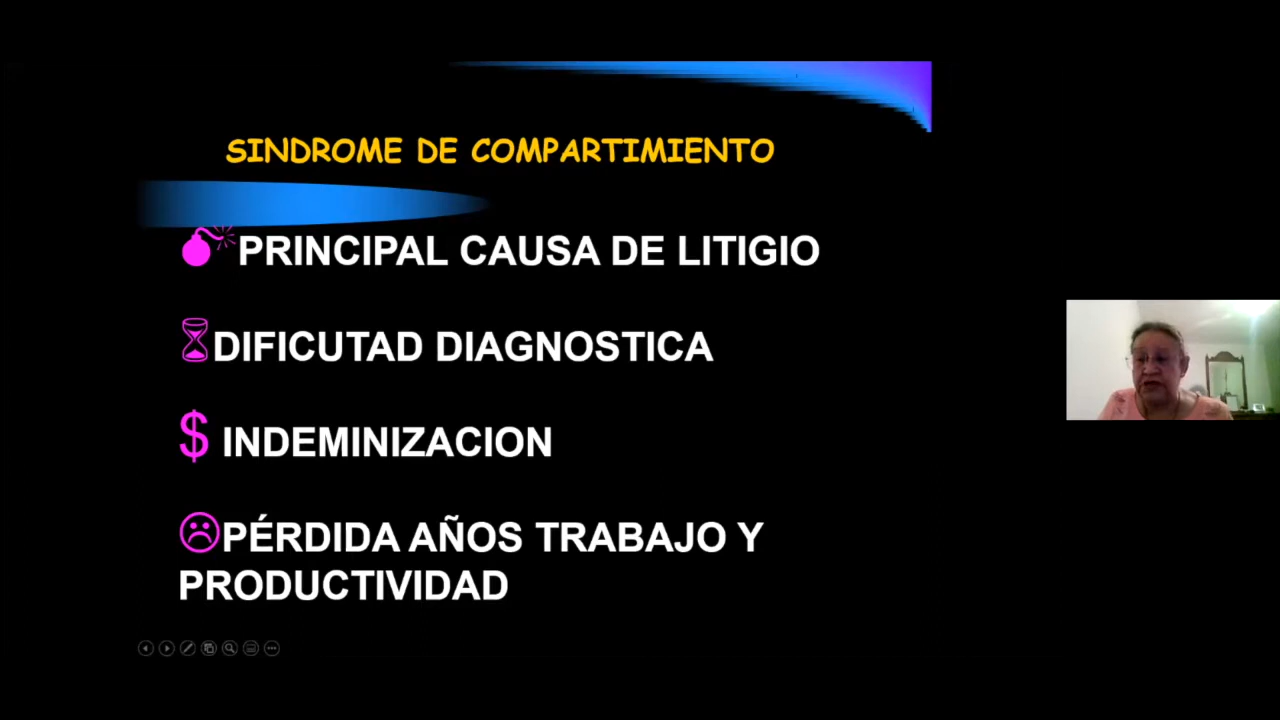 SINDROME DE COMPARTIMIENTO
PRINCIPAL CAUSA DE LITIGIO
DIFICUTAD DIAGNOSTICA
$ INDEMINIZACION
PÉRDIDA AÑOS TRABAJO Y
PRODUCTIVIDAD